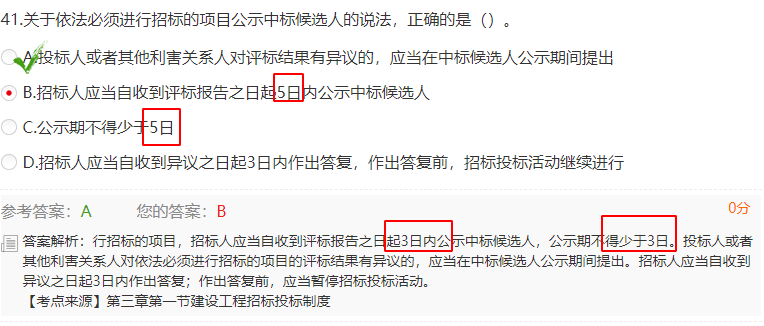 41.关于依法必须进行招标的项目公示中标候选人的说法，正确的是（）。
A.投标人或者其他利害关系人对评标结果有异议的，应当在中标候选人公示期间提出
B.招标人应当自收到评标报告之日起5日内公示中标候选人
C.公示期不得少于5日
D.招标人应当自收到异议之日起3日内作出答复，作出答复前，招标投标活动继续进行
参考答案：A 您的答案：B 0分
答案解析：行招标的项目，招标人应当自收到评标报告之日起3日内公示中标候选人，公示期不得少于3日。投标人或者
其他利害关系人对依法必须进行招标的项目的评标结果有异议的，应当在中标候选人公示期间提出。招标人应当自收到
异议之日起3日内作出答复；作出答复前，应当暂停招标投标活动。
【考点来源】第三章第一节建设工程招标投标制度